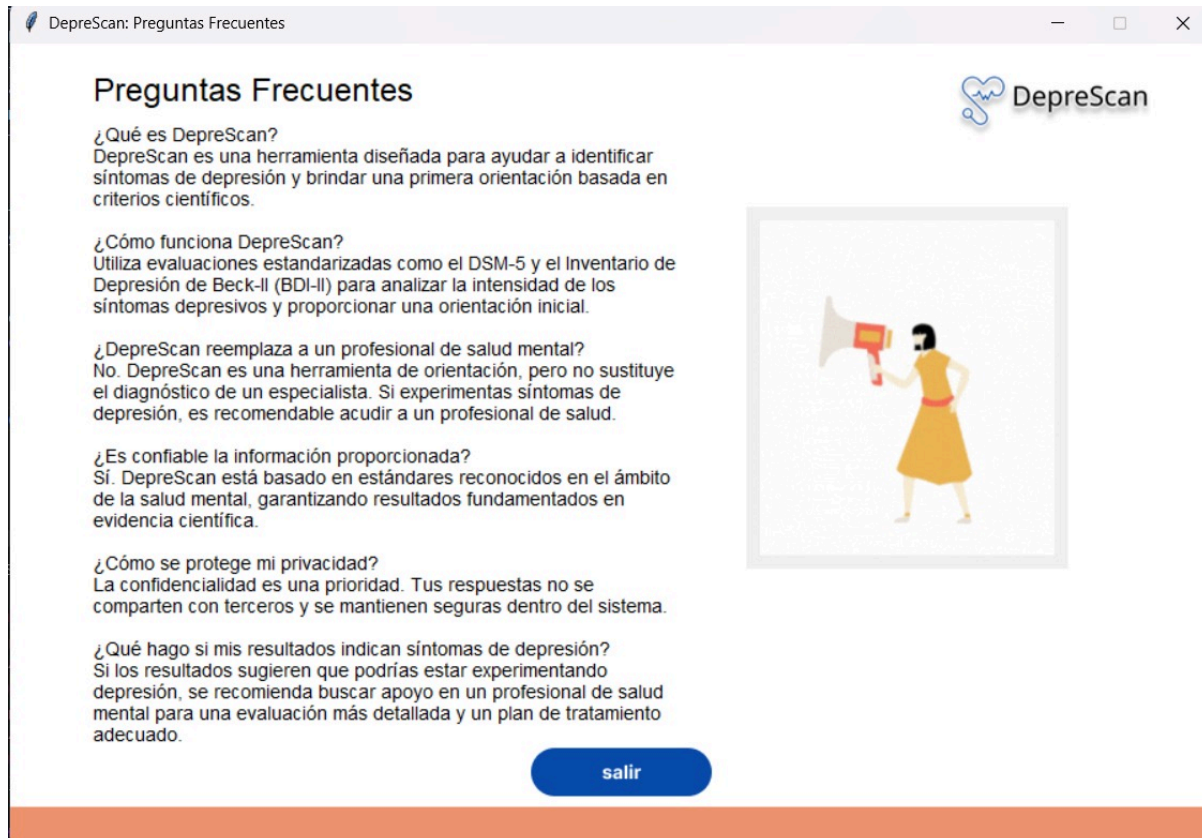 DepreScan: Preguntas Frecuentes
Preguntas Frecuentes
DepreScan
¿Qué es DepreScan?
DepreScan es una herramienta diseñada para ayudar a identificar
síntomas de depresión y brindar una primera orientación basada en
criterios científicos.
¿Cómo funciona DepreScan?
Utiliza evaluaciones estandarizadas como el DSM-5 y el Inventario de
Depresión de Beck-II (BDI-II) para analizar la intensidad de los
síntomas depresivos y proporcionar una orientación inicial.
¿DepreScan reemplaza a un profesional de salud mental?
No. DepreScan es una herramienta de orientación, pero no sustituye
el diagnóstico de un especialista. Si experimentas síntomas de
depresión, es recomendable acudir a un profesional de salud.
¿Es confiable la información proporcionada?
Sí. DepreScan está basado en estándares reconocidos en el ámbito
de la salud mental, garantizando resultados fundamentados en
evidencia científica.
¿Cómo se protege mi privacidad?
La confidencialidad es una prioridad. Tus respuestas no se
comparten con terceros y se mantienen seguras dentro del sistema.
¿Qué hago si mis resultados indican síntomas de depresión?
Si los resultados sugieren que podrías estar experimentando
depresión, se recomienda buscar apoyo en un profesional de salud
mental para una evaluación más detallada y un plan de tratamiento
adecuado.
salir